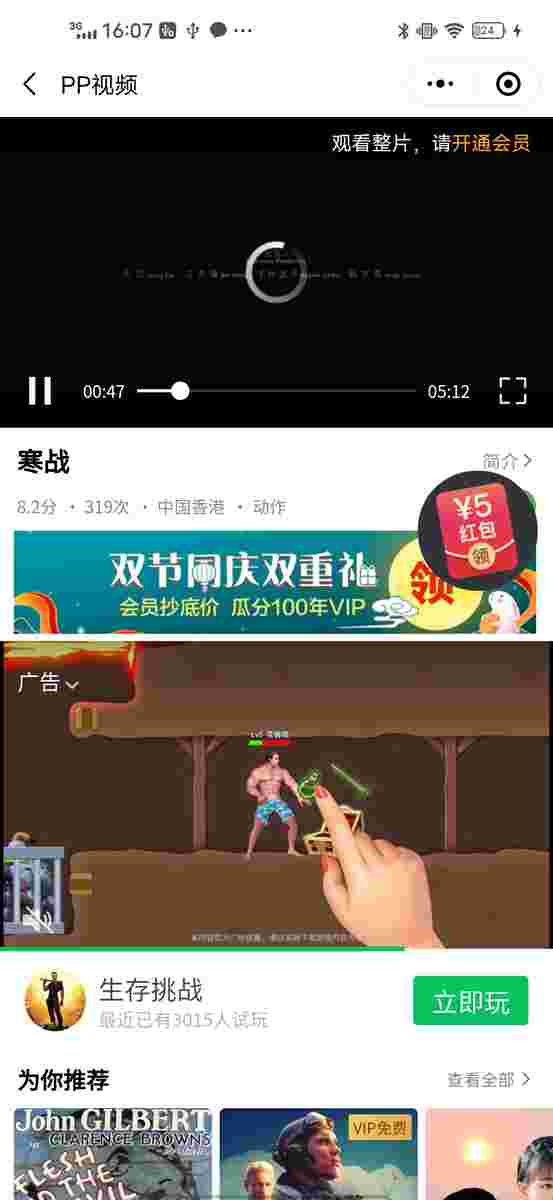 3G 16:07 24
PP视频
观看整片，请开通会员
00:47
05:12
寒战
简介
8.2分 · 319次 · 中国香港 · 动作
¥5
红包
领
双节同庆双重礼
会员抄底价 瓜分100年VIP
领
广告
生存挑战
最近已有3015人试玩
立即玩
为你推荐
查看全部
John GILBERT
CLARENCE BROWN'S
FLESH
AND THE
DEVIL
VIP免费